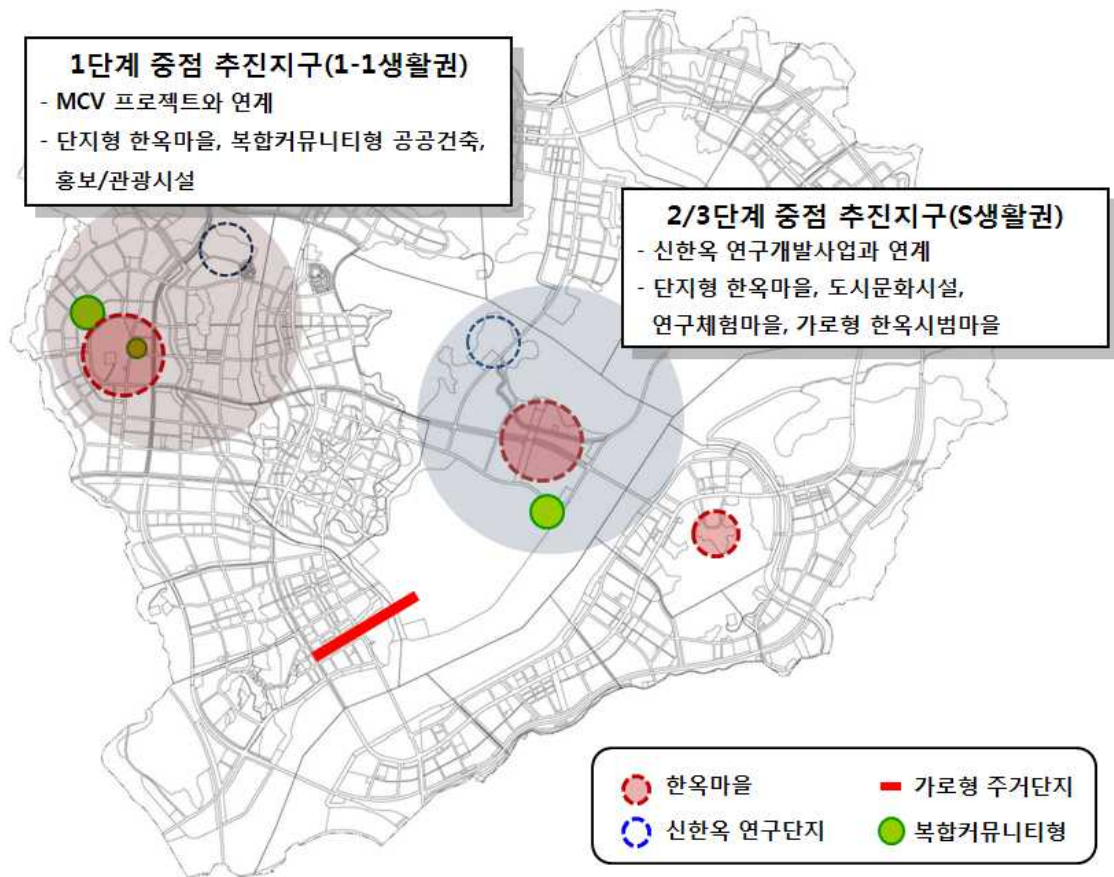 1단계 중점 추진지구(1-1생활권)
- MCV 프로젝트와 연계
- 단지형 한옥마을, 복합커뮤니티형 공공건축,
홍보/관광시설
2/3단계 중점 추진지구(S생활권)
- 신한옥 연구개발사업과 연계
- 단지형 한옥마을, 도시문화시설,
연구체험마을, 가로형 한옥시범마을
한옥마을
가로형 주거단지
신한옥 연구단지
복합커뮤니티형